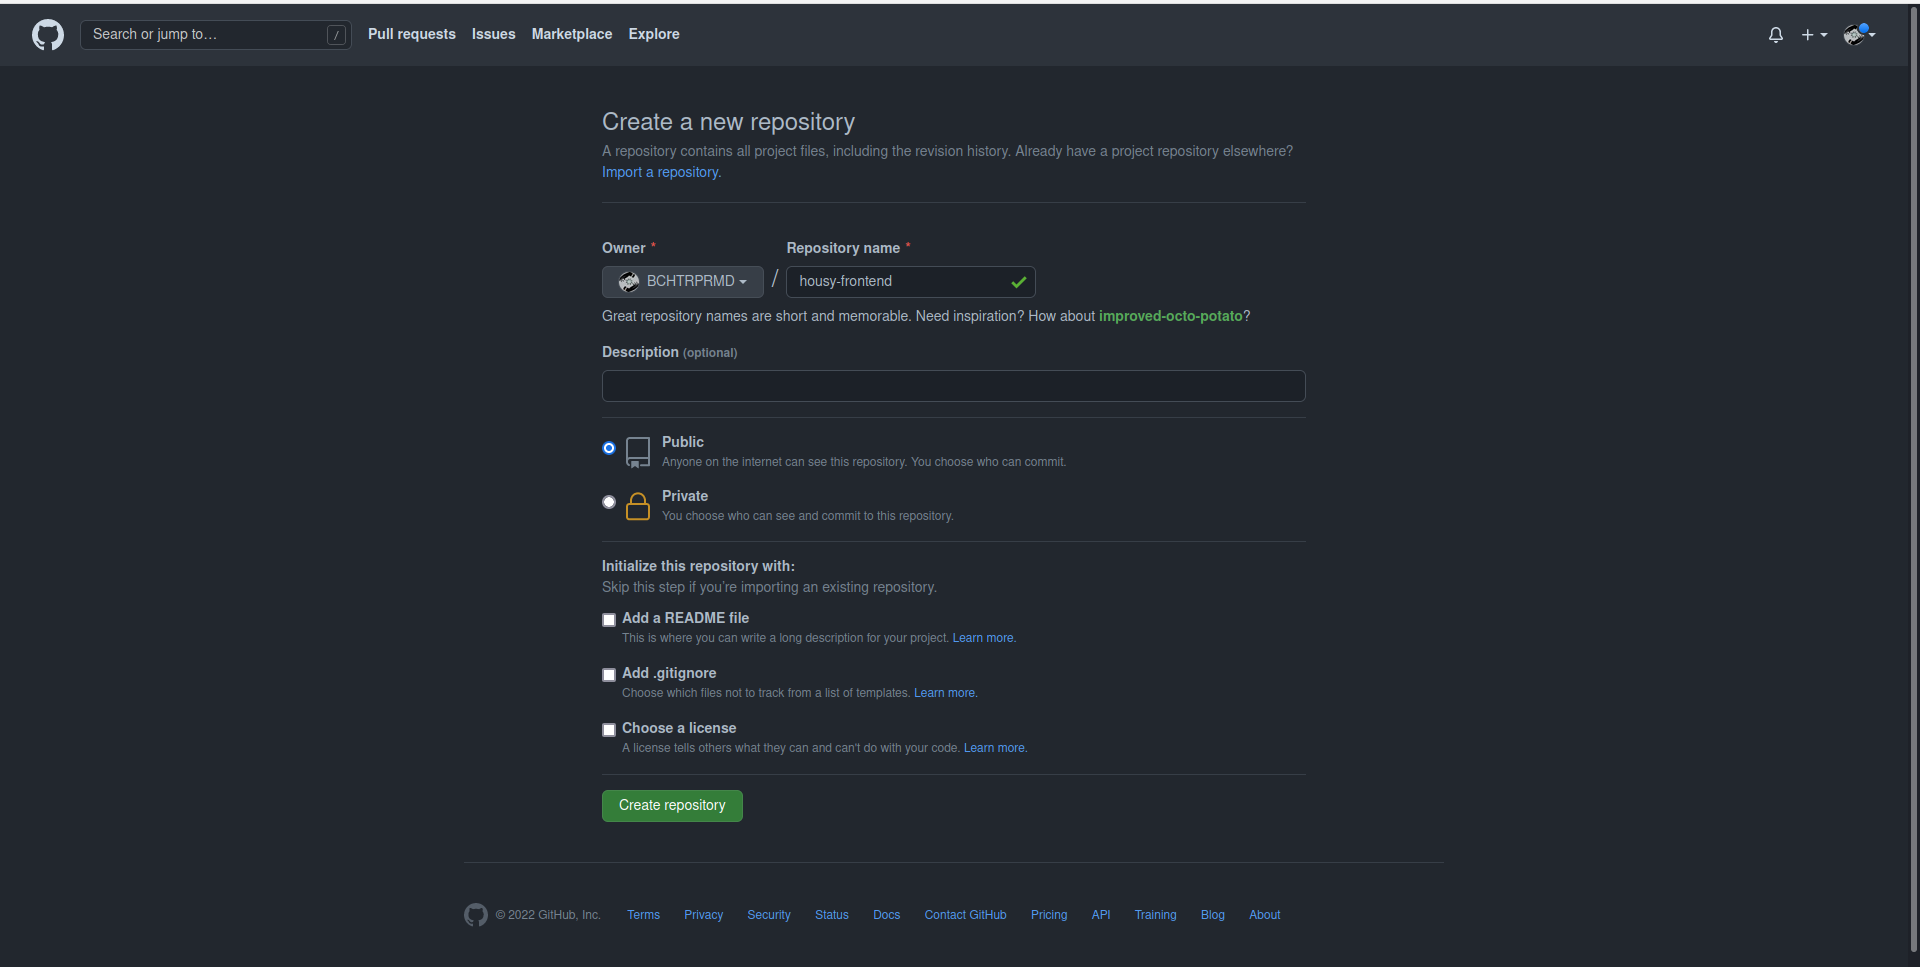 Search or jump to… /
Pull requests Issues Marketplace Explore
Create a new repository
A repository contains all project files, including the revision history. Already have a project repository elsewhere?
Import a repository.
Owner * Repository name *
BCHTRPRMD / housy-frontend
Great repository names are short and memorable. Need inspiration? How about improved-octo-potato?
Description (optional)
Public
Anyone on the internet can see this repository. You choose who can commit.
Private
You choose who can see and commit to this repository.
Initialize this repository with:
Skip this step if you're importing an existing repository.
Add a README file
This is where you can write a long description for your project. Learn more.
Add .gitignore
Choose which files not to track from a list of templates. Learn more.
Choose a license
A license tells others what they can and can't do with your code. Learn more.
Create repository
© 2022 GitHub, Inc. Terms Privacy Security Status Docs Contact GitHub Pricing API Training Blog About